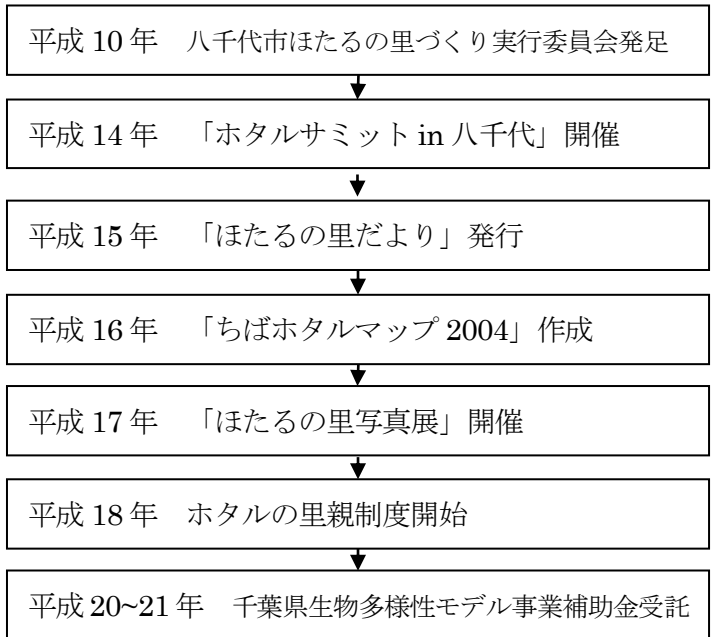 平成 10 年　八千代市ほたるの里づくり実行委員会発足
平成 14 年　「ホタルサミット in 八千代」開催
平成 15 年　「ほたるの里だより」発行
平成 16 年　「ちばホタルマップ 2004」作成
平成 17 年　「ほたるの里写真展」開催
平成 18 年　ホタルの里親制度開始
平成 20~21 年　千葉県生物多様性モデル事業補助金受託